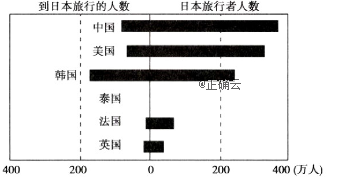 到日本旅行的人数 日本旅行者人数
中国
美国
韩国
@正确云
泰国
法国
英国
400 200 0 200 400 (万人)